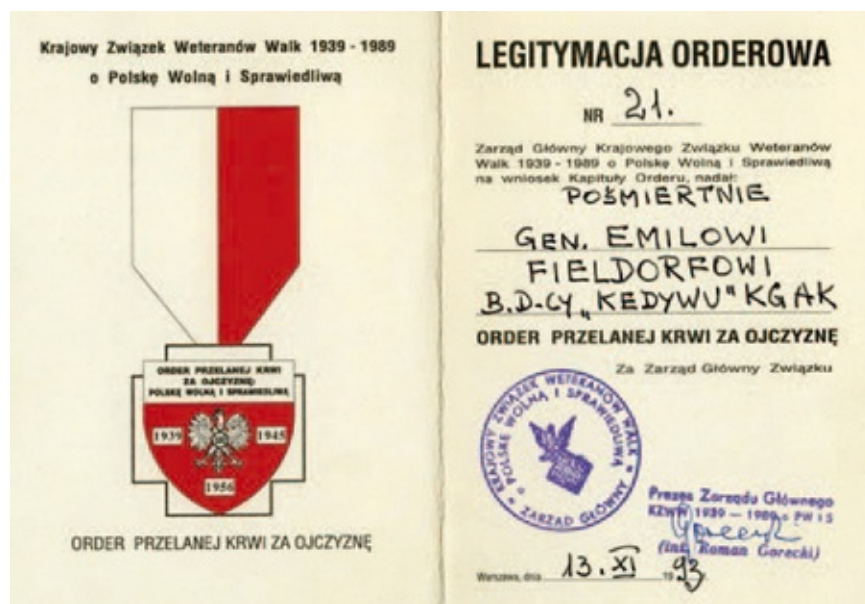 Krajowy Związek Weteranów Walk 1939 - 1989
o Polskę Wolną i Sprawiedliwą
ORDER PRZELANEJ KRWI
ZA OJCZYZNĘ:
POLSKĘ WOLNĄ I SPRAWIEDLIWĄ
1939 1945
1956
ORDER PRZELANEJ KRWI ZA OJCZYZNĘ
LEGITYMACJA ORDEROWA
NR 21.
Zarząd Główny Krajowego Związku Weteranów
Walk 1939 - 1989 o Polskę Wolną i Sprawiedliwą
na wniosek Kapituły Orderu, nadał:
POŚMIERTNIE
GEN. EMILOWI
FIELDORFOWI
B.D-CY „KEDYWU" KGAK
ORDER PRZELANEJ KRWI ZA OJCZYZNĘ
Za Zarząd Główny Związku
KRAJOWY ZWIĄZEK WETERANÓW WALK
O POLSKĘ WOLNĄ I SPRAWIEDLIWĄ
ZARZĄD GŁÓWNY
Prezes Zarządu Głównego
KZWW 1939 — 1989 o PW i S
(inż. Roman Gorecki)
Warszawa, dnia 13. XI 1993